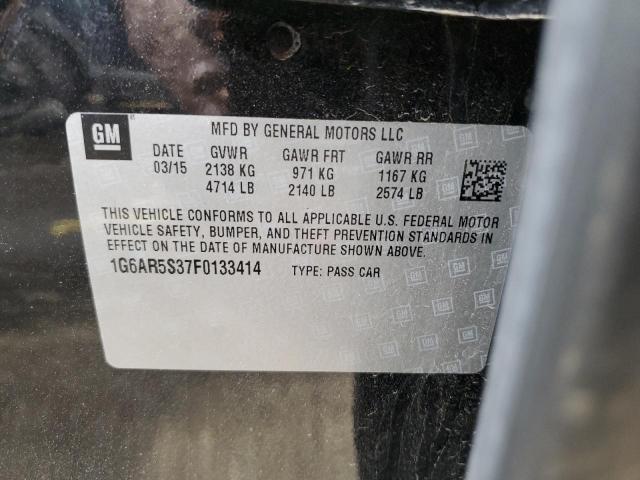 GM
MFD BY GENERAL MOTORS LLC
DATE GVWR GAWR FRT GAWR RR
03/15 2138 KG 971 KG 1167 KG
4714 LB 2140 LB 2574 LB
THIS VEHICLE CONFORMS TO ALL APPLICABLE U.S. FEDERAL MOTOR
VEHICLE SAFETY, BUMPER, AND THEFT PREVENTION STANDARDS IN
EFFECT ON THE DATE OF MANUFACTURE SHOWN ABOVE.
1G6AR5S37F0133414 TYPE: PASS CAR